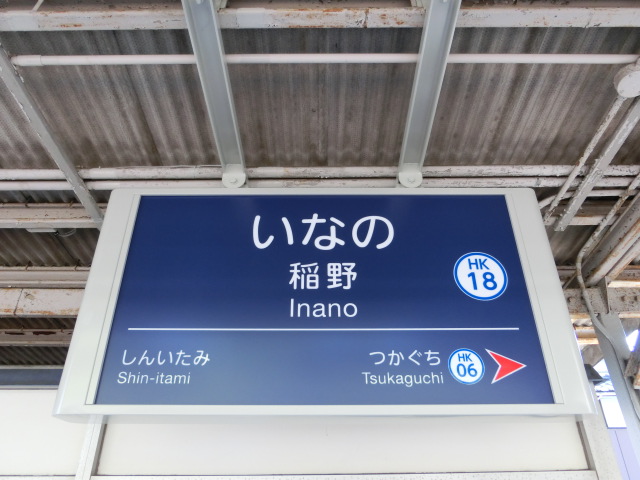 いなの
稲野
Inano
HK
18
しんいたみ
Shin-itami
つかぐち
Tsukaguchi
HK
06